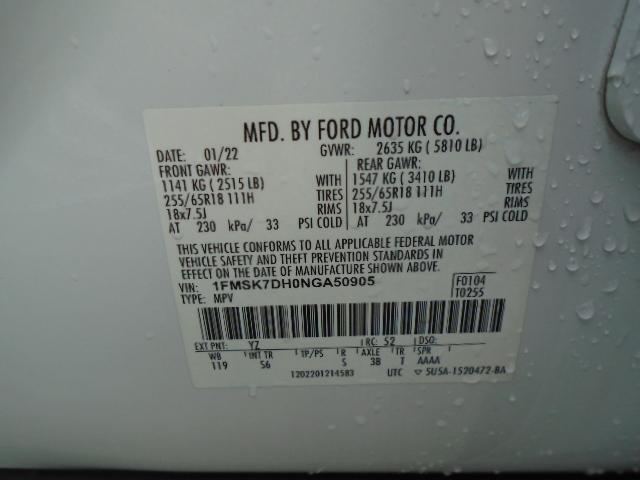 MFD. BY FORD MOTOR CO.
DATE: 01/22 GVWR: 2635 KG ( 5810 LB)
FRONT GAWR: REAR GAWR:
1141 KG ( 2515 LB) WITH 1547 KG ( 3410 LB) WITH
255/65R18 111H TIRES 255/65R18 111H TIRES
18x7.5J RIMS 18x7.5J RIMS
AT 230 kPa/ 33 PSI COLD AT 230 kPa/ 33 PSI COLD
THIS VEHICLE CONFORMS TO ALL APPLICABLE FEDERAL MOTOR
VEHICLE SAFETY AND THEFT PREVENTION STANDARDS IN
EFFECT ON THE DATE OF MANUFACTURE SHOWN ABOVE.
VIN: 1FMSK7DH0NGA50905 F0104
TYPE: MPV T0255
EXT PNT: YZ RC: 52 DSO:
WB INT TR TP/PS R AXLE TR SPR
119 S6 S 3B T AAAA
1202201214583 UTC 5U5A-1520472-BA